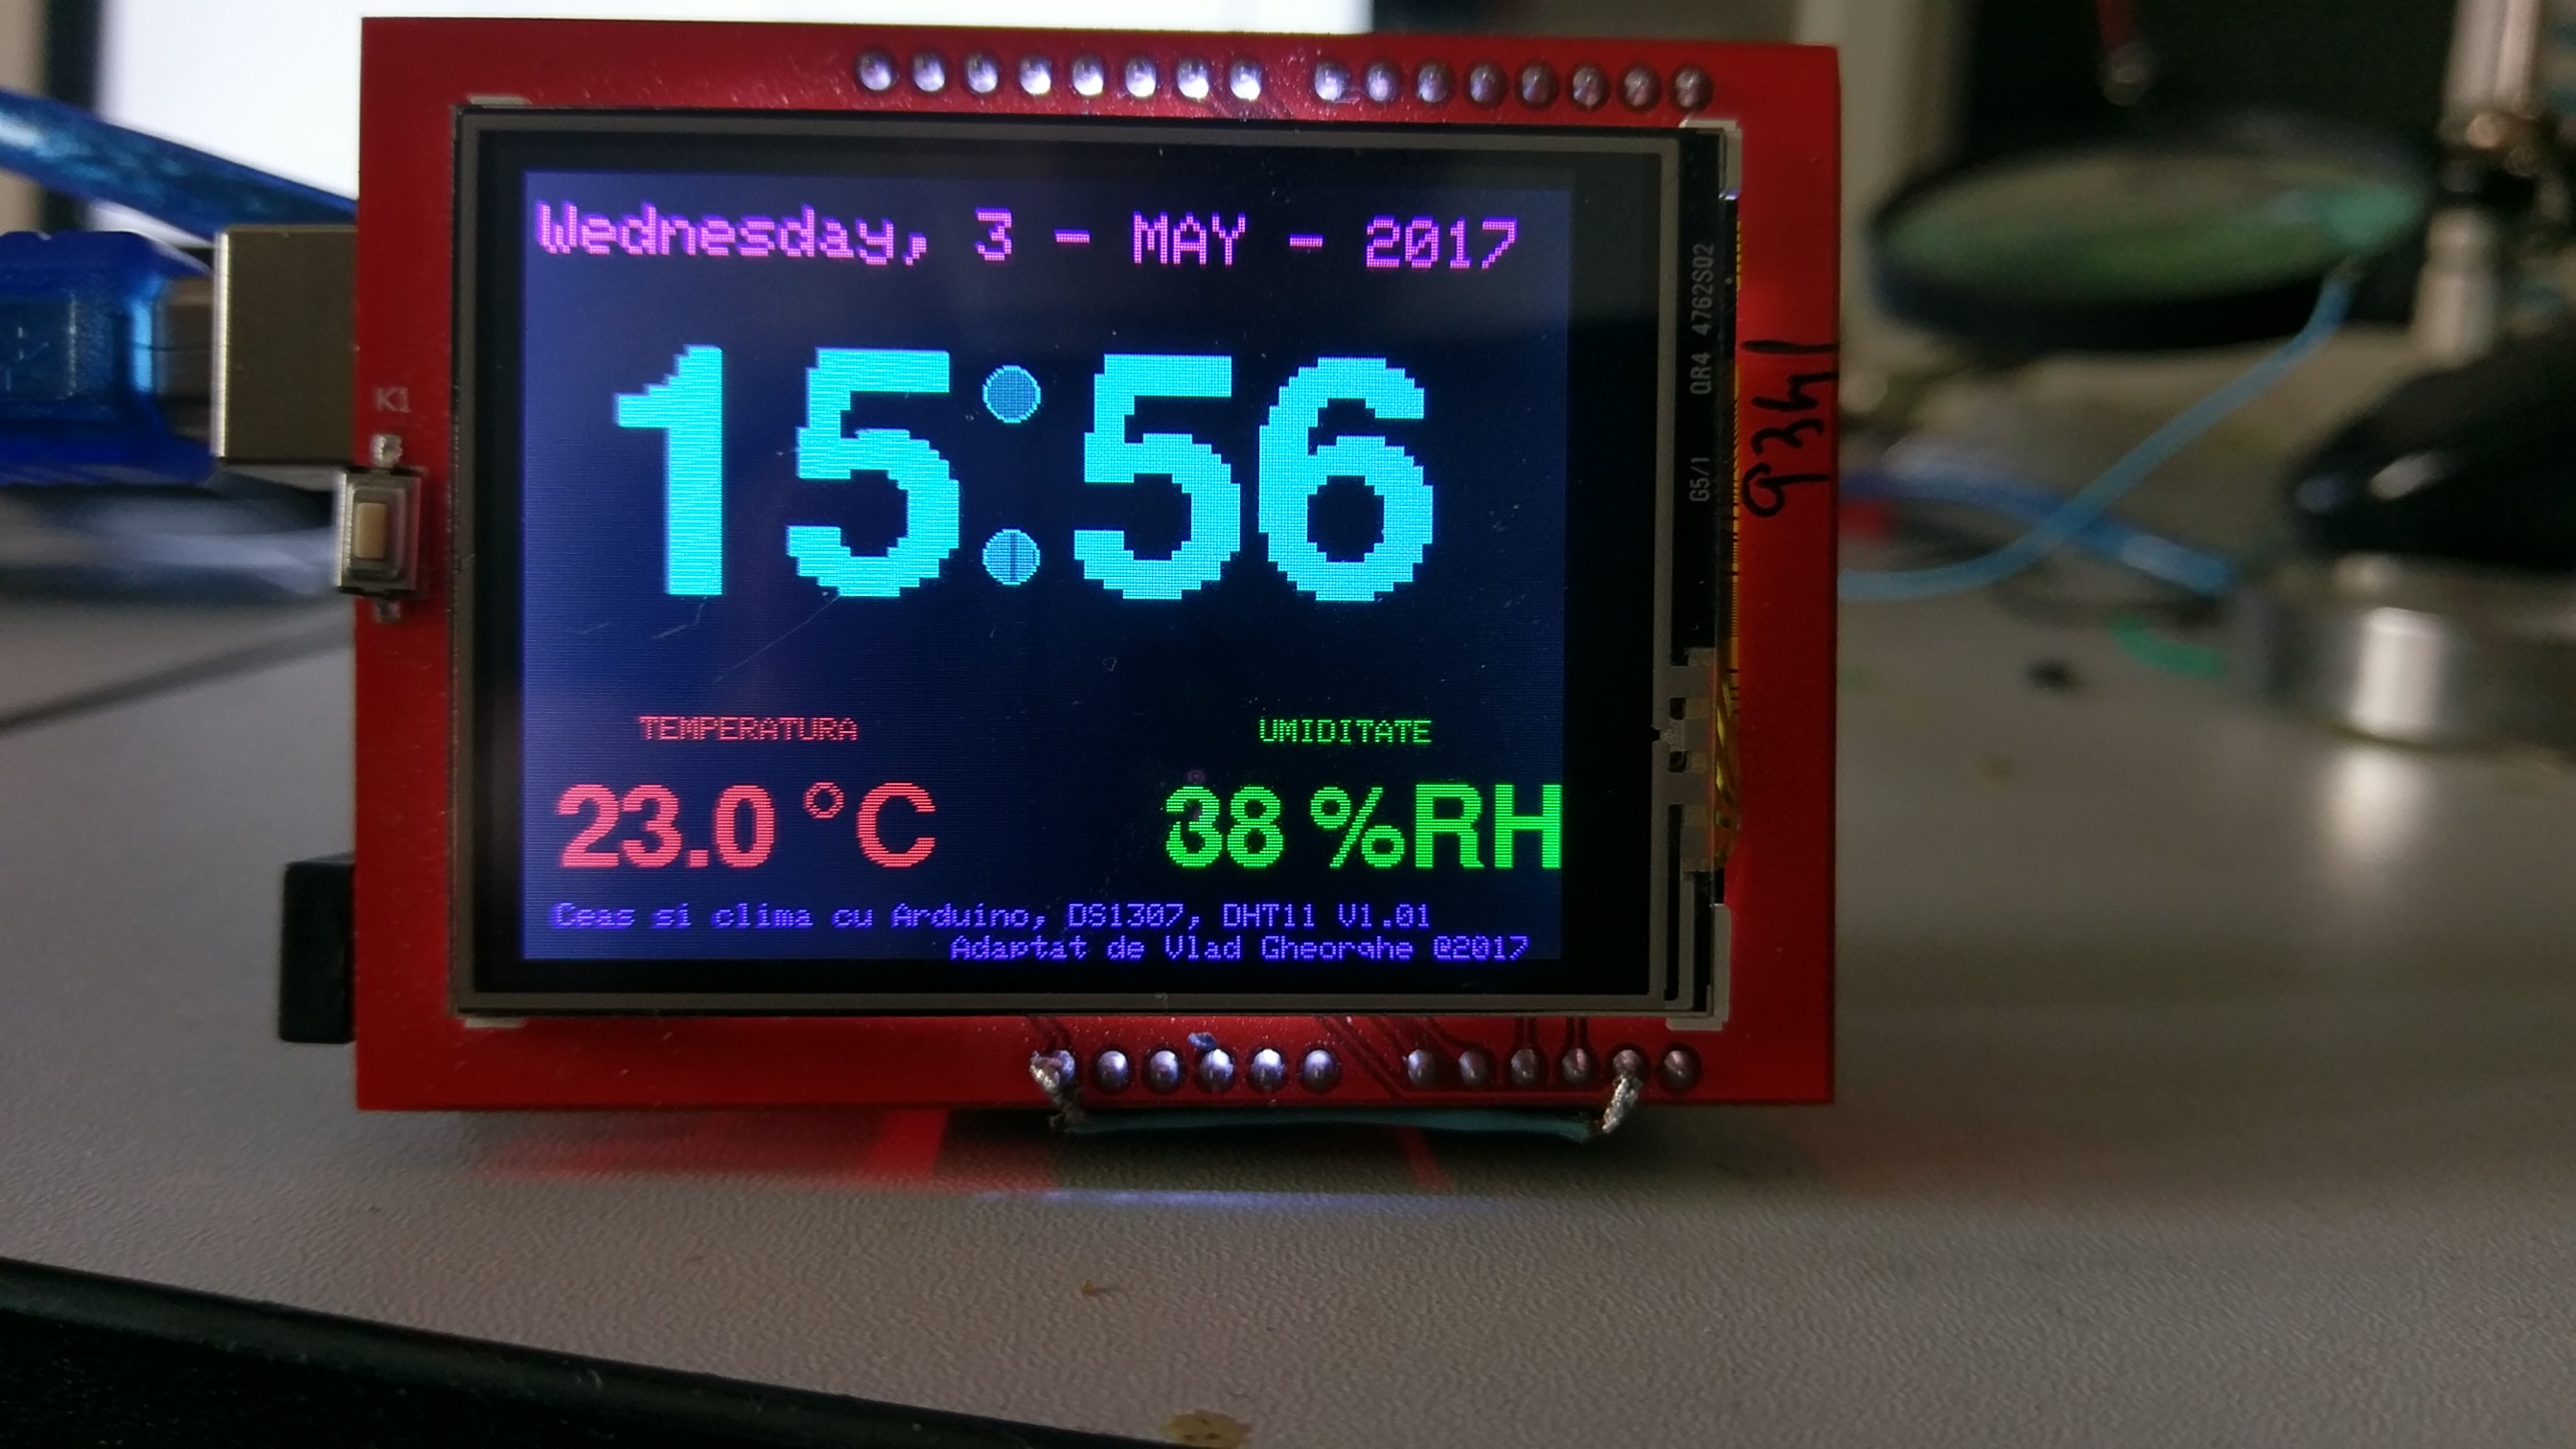 Wednesday, 3 - MAY - 2017
15:56
TEMPERATURA
UMIDITATE
23.0 °C
38 %RH
Ceas si clima cu Arduino, DS1307, DHT11 V1.01
Adaptat de Vlad Gheorghe @2017
K1
G5/1 QR4 4762S02
9341